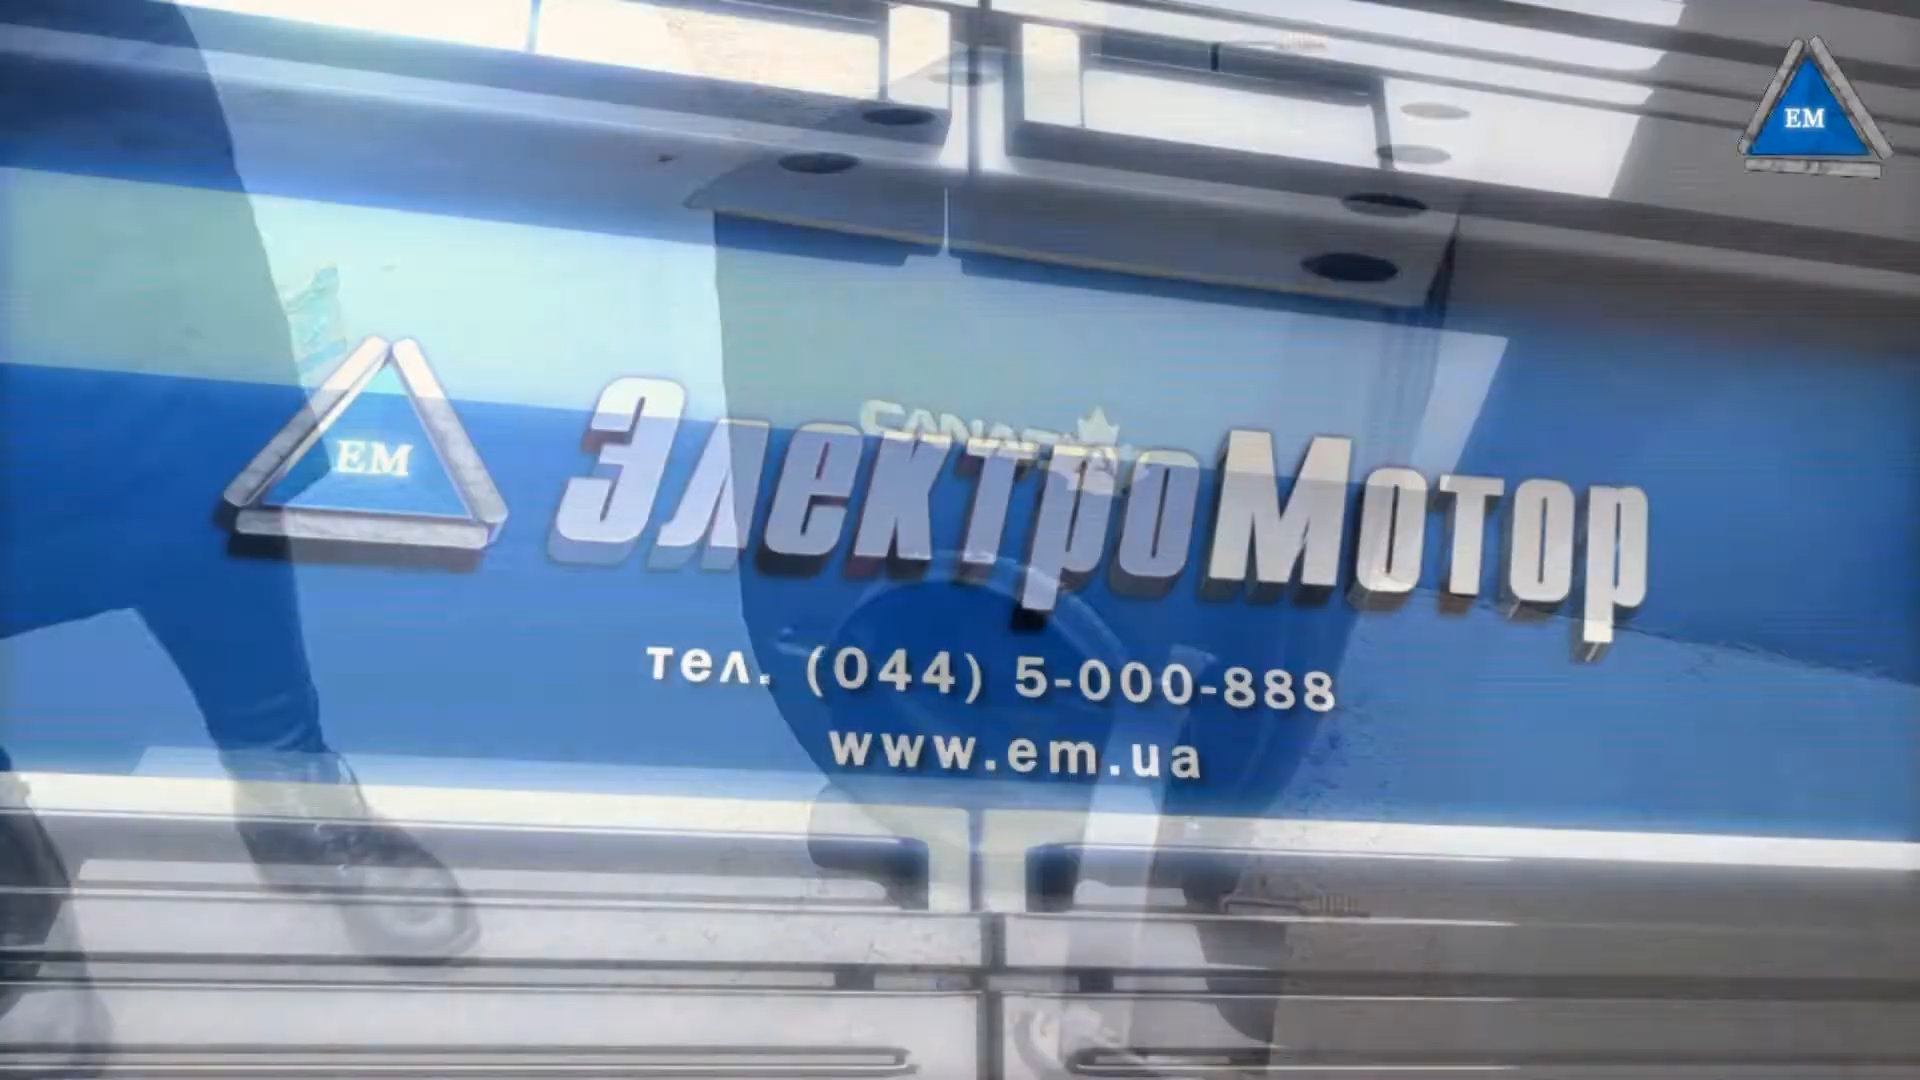 EM
EM
ЭлектроМотор
тел. (044) 5-000-888
www.em.ua